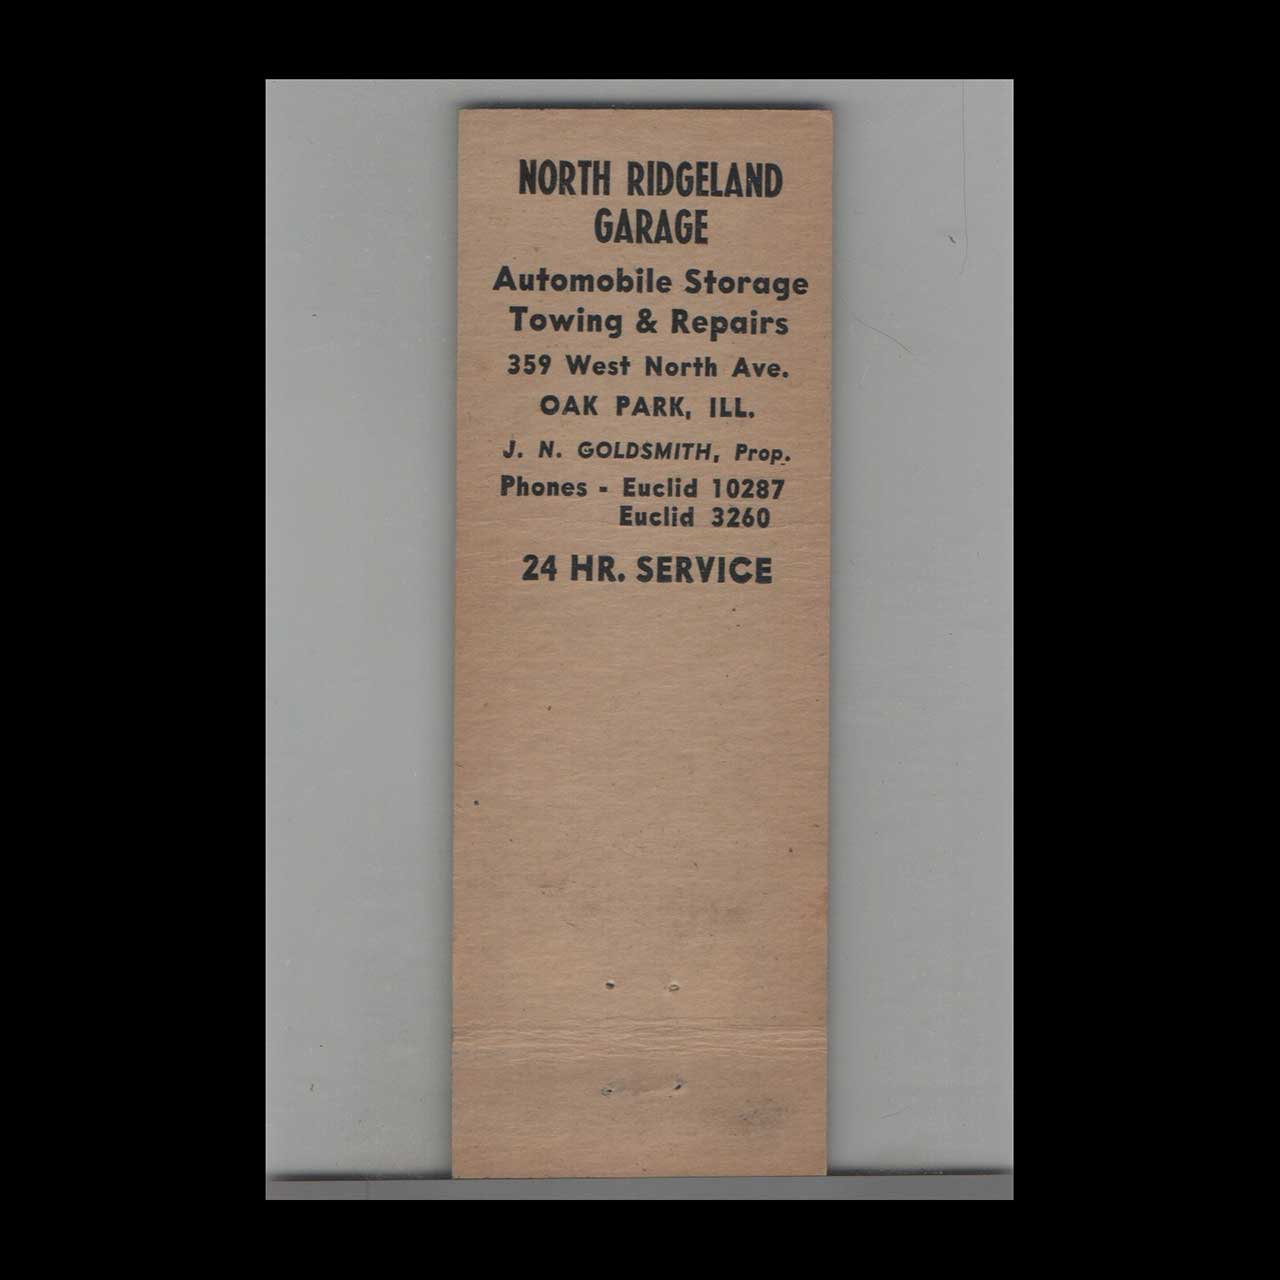 NORTH RIDGELAND
GARAGE
Automobile Storage
Towing & Repairs
359 West North Ave.
OAK PARK, ILL.
J. N. GOLDSMITH, Prop.
Phones - Euclid 10287
Euclid 3260
24 HR. SERVICE